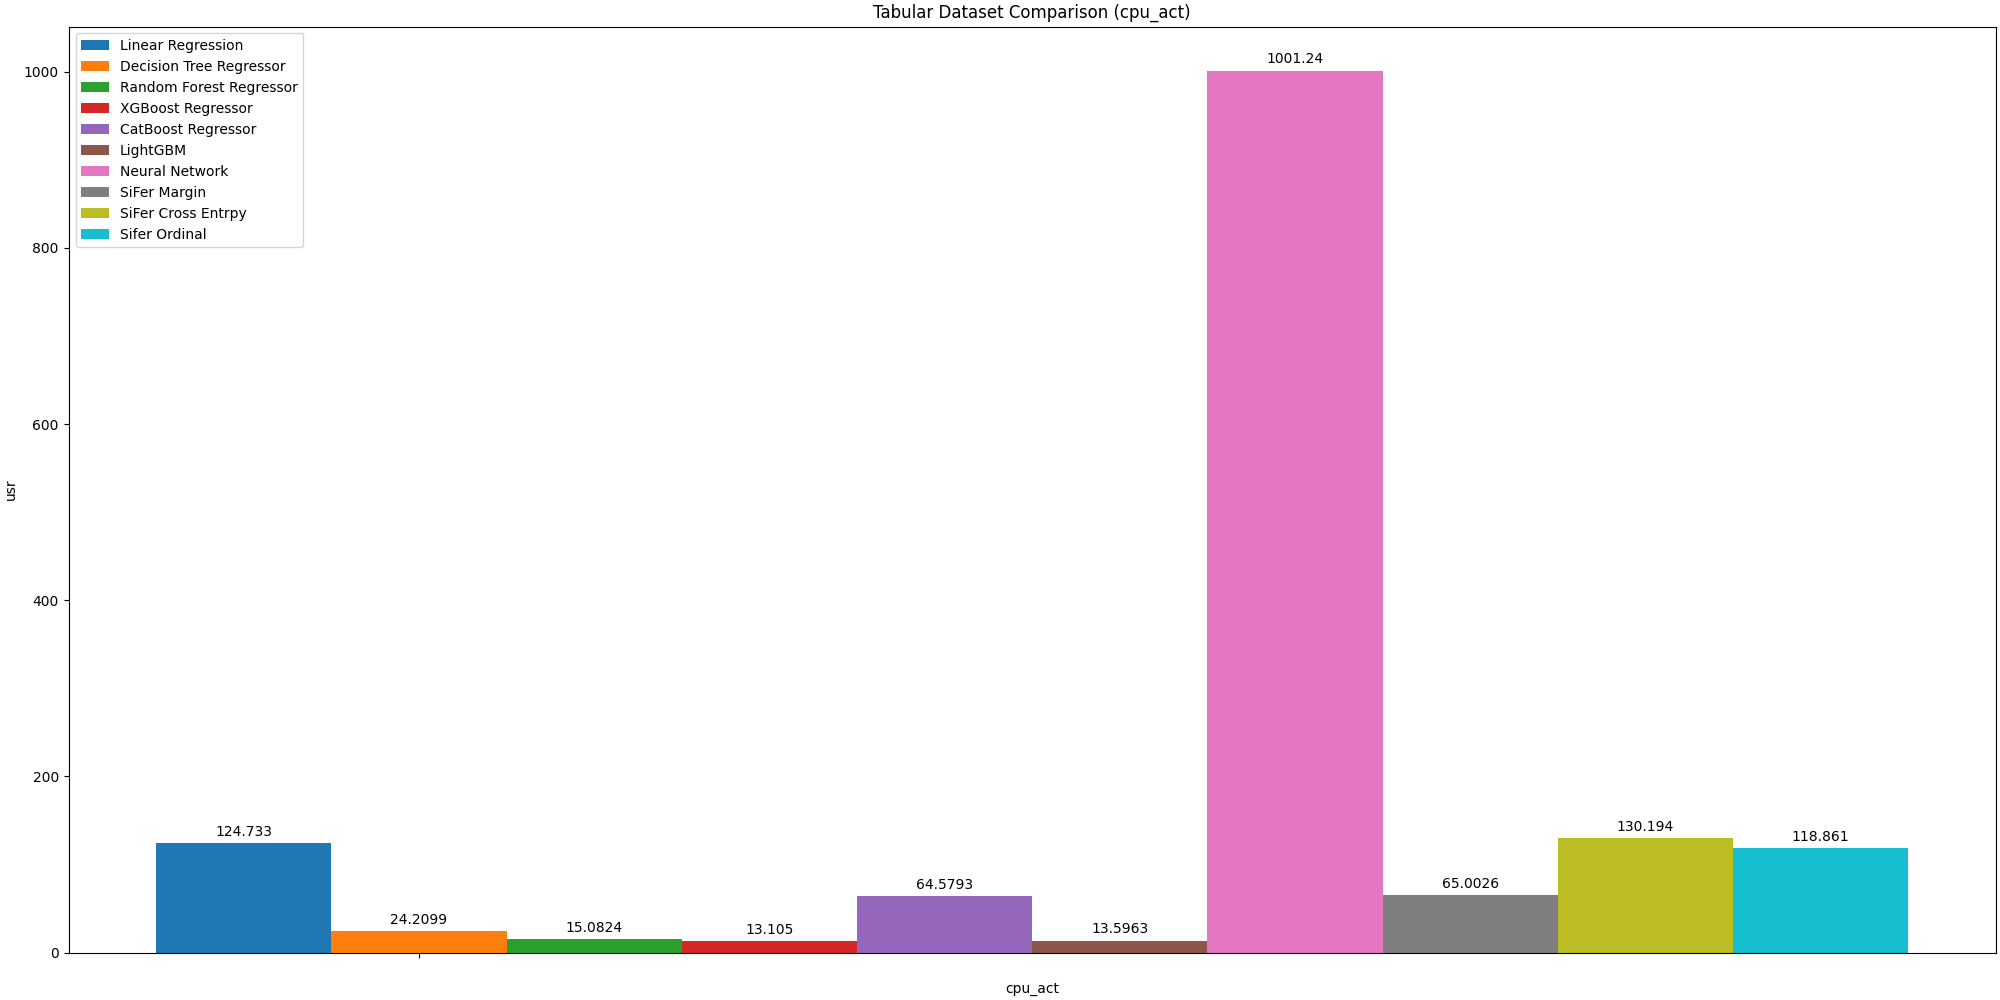 Tabular Dataset Comparison (cpu_act)
Linear Regression
Decision Tree Regressor
Random Forest Regressor
XGBoost Regressor
CatBoost Regressor
LightGBM
Neural Network
SiFer Margin
SiFer Cross Entrpy
Sifer Ordinal
1000
800
600
400
200
0
usr
124.733
24.2099
15.0824
13.105
64.5793
13.5963
1001.24
65.0026
130.194
118.861
cpu_act